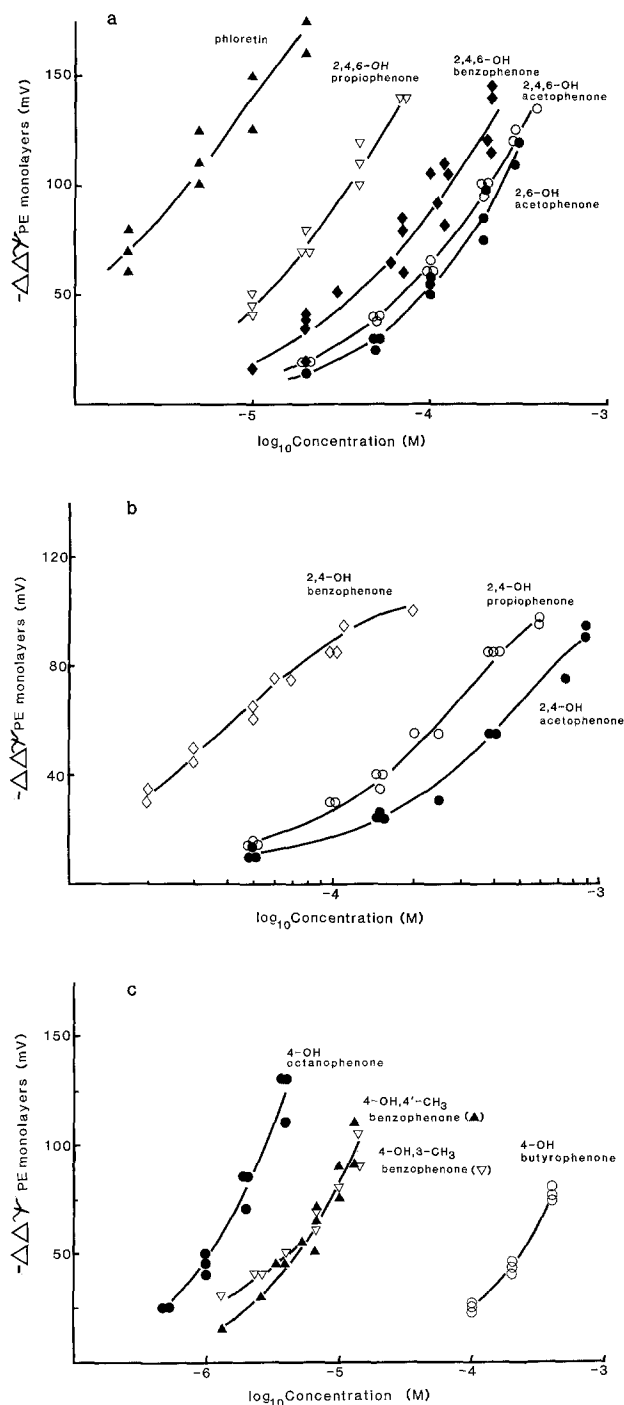 a
phloretin
2,4,6-OH
propiophenone
2,4,6-OH
benzophenone
2,4,6-OH
acetophenone
2,6-OH
acetophenone
-ΔΔγ PE monolayers (mV)
150
100
50
-5
-4
-3
log10Concentration (M)
b
2,4-OH
benzophenone
2,4-OH
propiophenone
2,4-OH
acetophenone
-ΔΔγ PE monolayers (mV)
120
80
40
-4
-3
log10Concentration (M)
c
4-OH
octanophenone
4-OH,4'-CH3
benzophenone (▲)
4-OH,3-CH3
benzophenone (▽)
4-OH
butyrophenone
-ΔΔγ PE monolayers (mV)
150
100
50
-6
-5
-4
-3
log10Concentration (M)